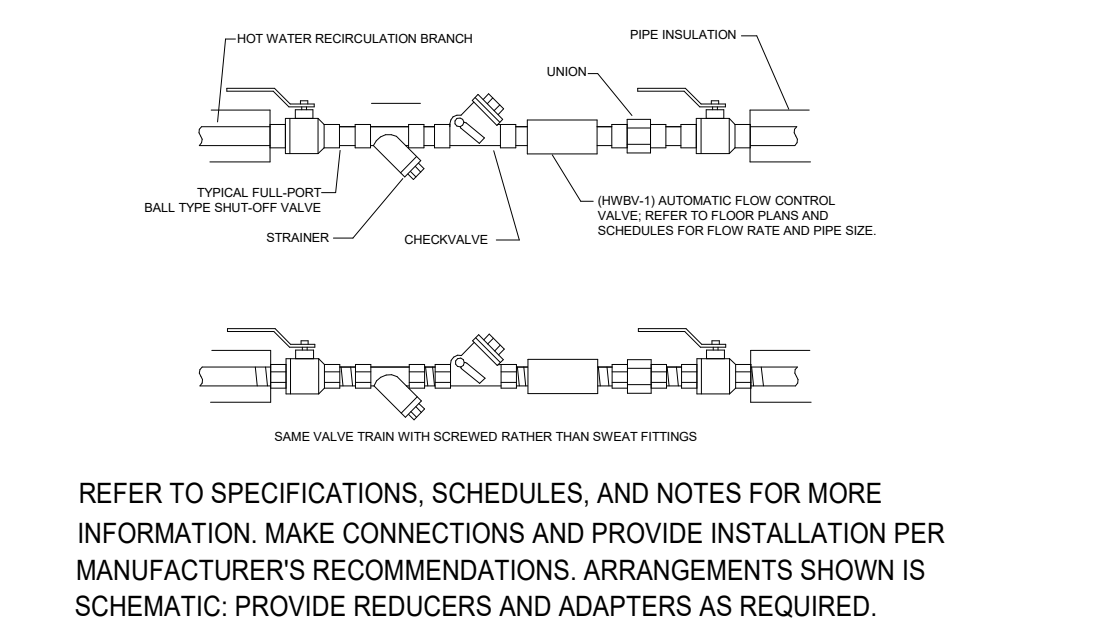 HOT WATER RECIRCULATION BRANCH
PIPE INSULATION
UNION
TYPICAL FULL-PORT
BALL TYPE SHUT-OFF VALVE
STRAINER
CHECKVALVE
(HWBV-1) AUTOMATIC FLOW CONTROL
VALVE; REFER TO FLOOR PLANS AND
SCHEDULES FOR FLOW RATE AND PIPE SIZE.
SAME VALVE TRAIN WITH SCREWED RATHER THAN SWEAT FITTINGS
REFER TO SPECIFICATIONS, SCHEDULES, AND NOTES FOR MORE
INFORMATION. MAKE CONNECTIONS AND PROVIDE INSTALLATION PER
MANUFACTURER'S RECOMMENDATIONS. ARRANGEMENTS SHOWN IS
SCHEMATIC: PROVIDE REDUCERS AND ADAPTERS AS REQUIRED.